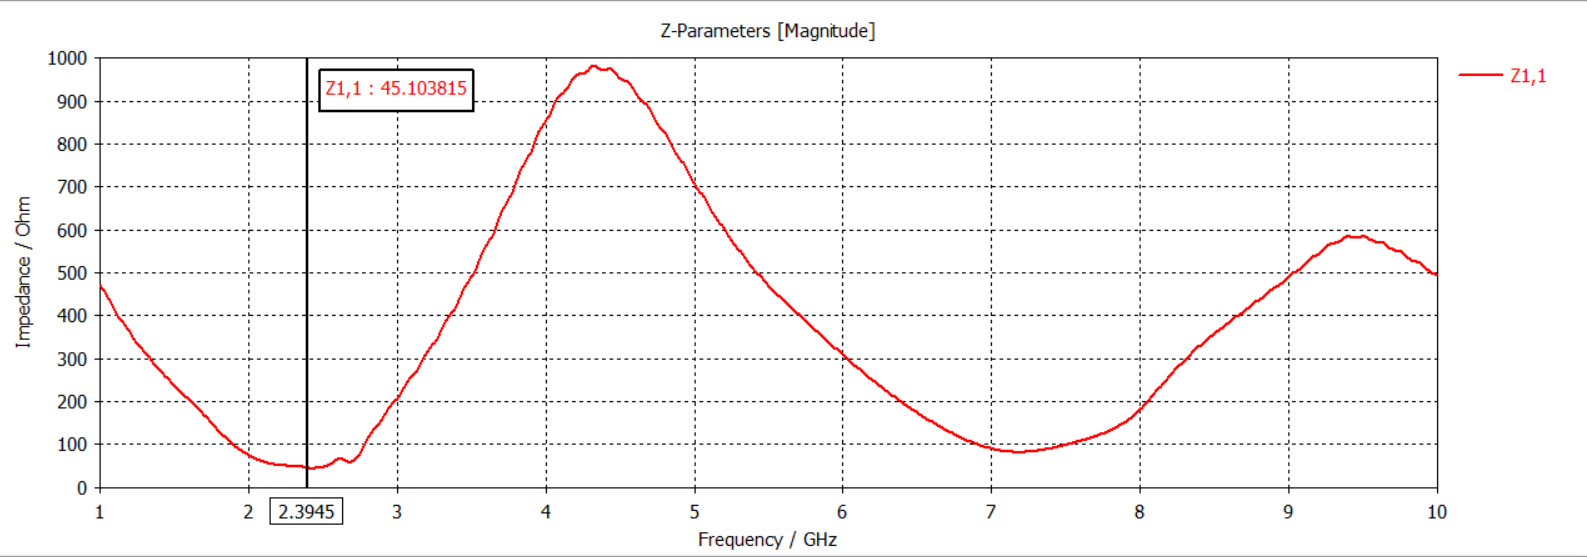 Z-Parameters [Magnitude]
1000
900
800
700
600
500
400
300
200
100
0
Impedance / Ohm
Z1,1 : 45.103815
Z1,1
1 2 2.3945 3 4 5 6 7 8 9 10
Frequency / GHz